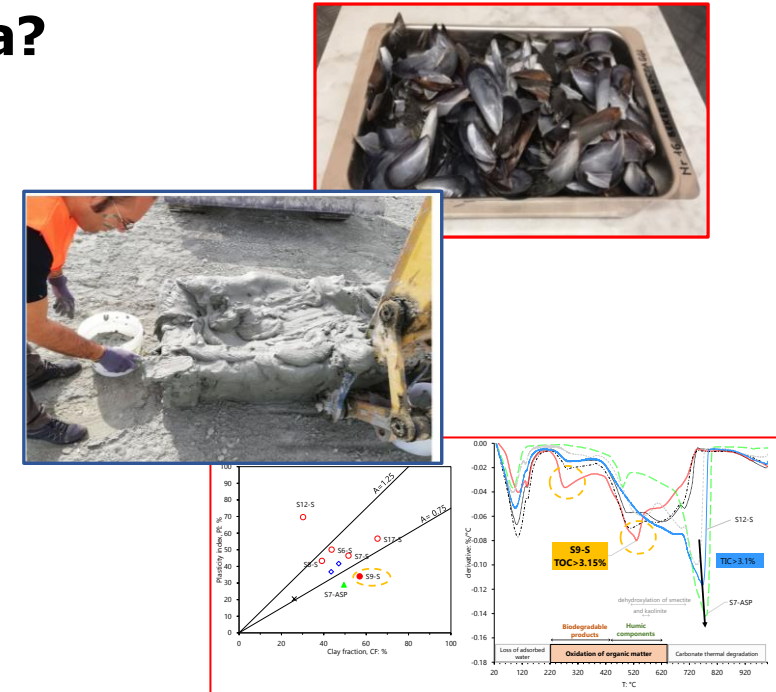 a?
Nr 16
100
90
80
70
60
50
40
30
20
10
0
Plasticity index, PI: %
A=1.25
A= 0.75
S12-S
S17-S
S6-S
S7-S
S9-S
S7-ASP
0 20 40 60 80 100
Clay fraction, CF: %
0.00
-0.02
-0.04
-0.06
-0.08
-0.10
-0.12
-0.14
-0.16
-0.18
derivative: %/°C
S9-S
TOC>3.15%
S12-S
TIC>3.1%
S7-ASP
dehydroxylation of smectite
and kaolinite
Biodegradable
products
Humic
components
Loss of adsorbed
water
Oxidation of organic matter
Carbonate thermal degradation
20 120 220 320 420 520 620 720 820 920
T: °C